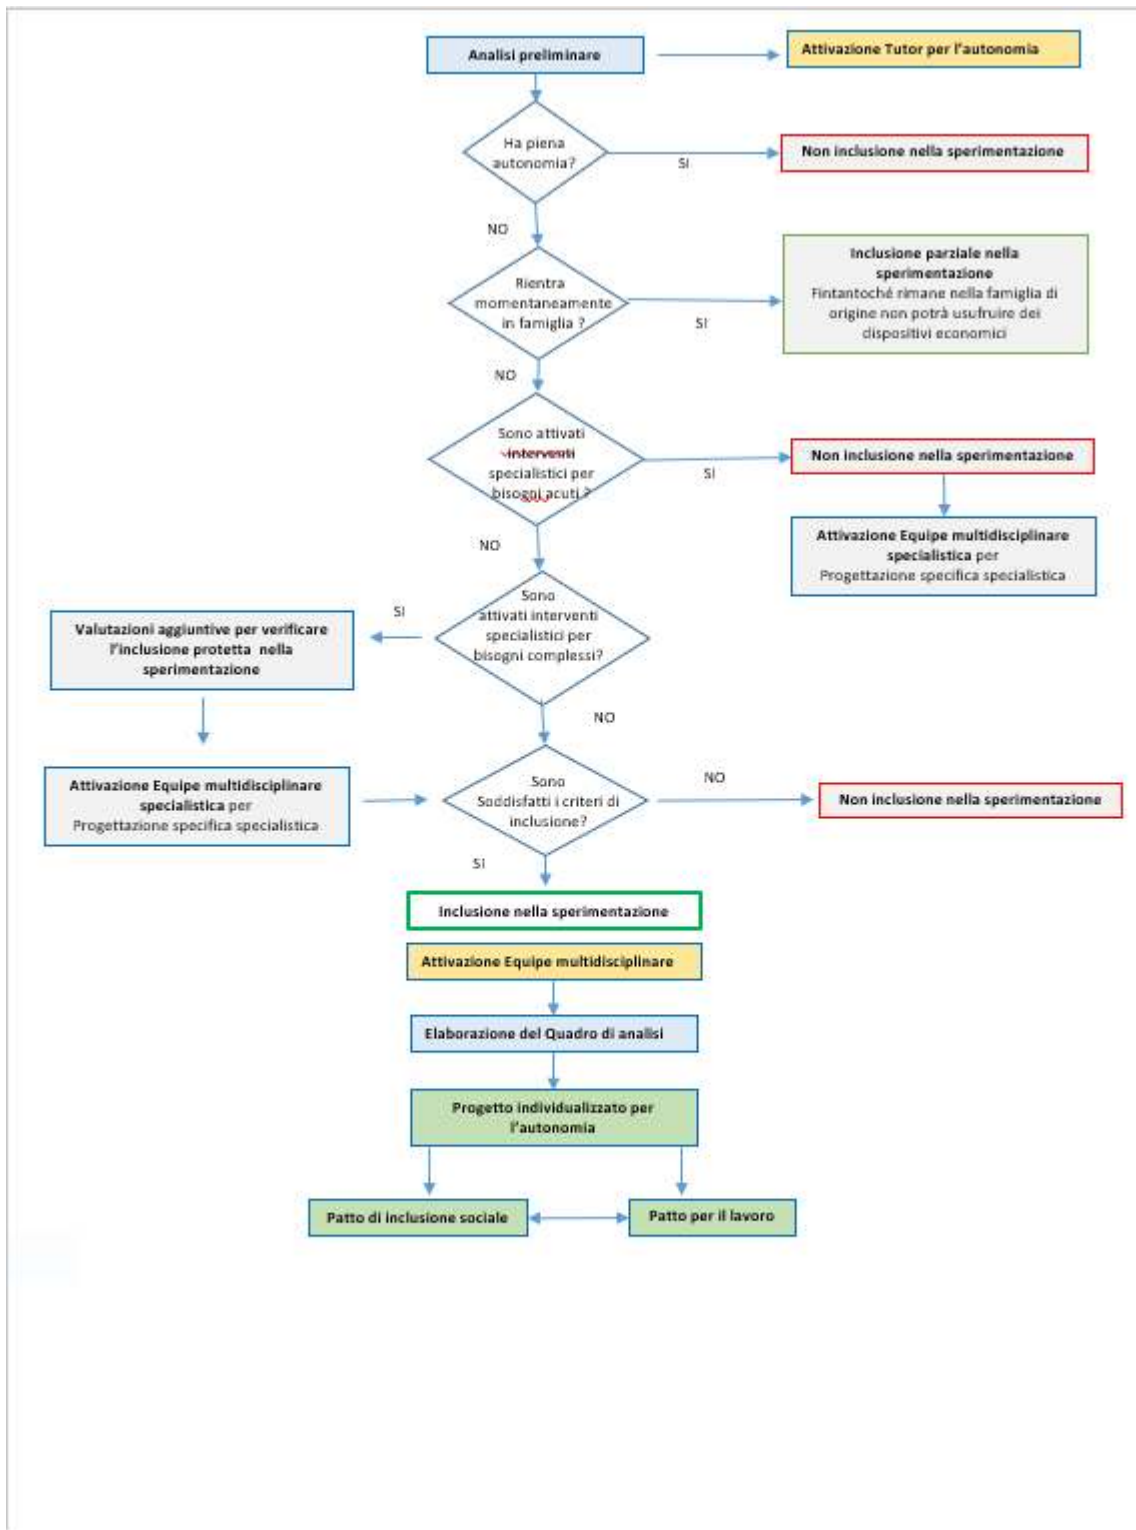 Analisi preliminare
Attivazione Tutor per l'autonomia
Ha piena
autonomia?
SI
Non inclusione nella sperimentazione
NO
Rientra
momentaneamente
in famiglia ?
SI
Inclusione parziale nella
sperimentazione
Fintantoché rimane nella famiglia di
origine non potrà usufruire dei
dispositivi economici
NO
Sono attivati
interventi
specialistici per
bisogni acuti ?
SI
Non inclusione nella sperimentazione
Attivazione Equipe multidisciplinare
specialistica per
Progettazione specifica specialistica
NO
Sono
attivati interventi
specialistici per
bisogni complessi?
SI
Valutazioni aggiuntive per verificare
l'inclusione protetta nella
sperimentazione
NO
Attivazione Equipe multidisciplinare
specialistica per
Progettazione specifica specialistica
Sono
Soddisfatti i criteri di
inclusione?
NO
Non inclusione nella sperimentazione
SI
Inclusione nella sperimentazione
Attivazione Equipe multidisciplinare
Elaborazione del Quadro di analisi
Progetto individualizzato per
l'autonomia
Patto di inclusione sociale
Patto per il lavoro